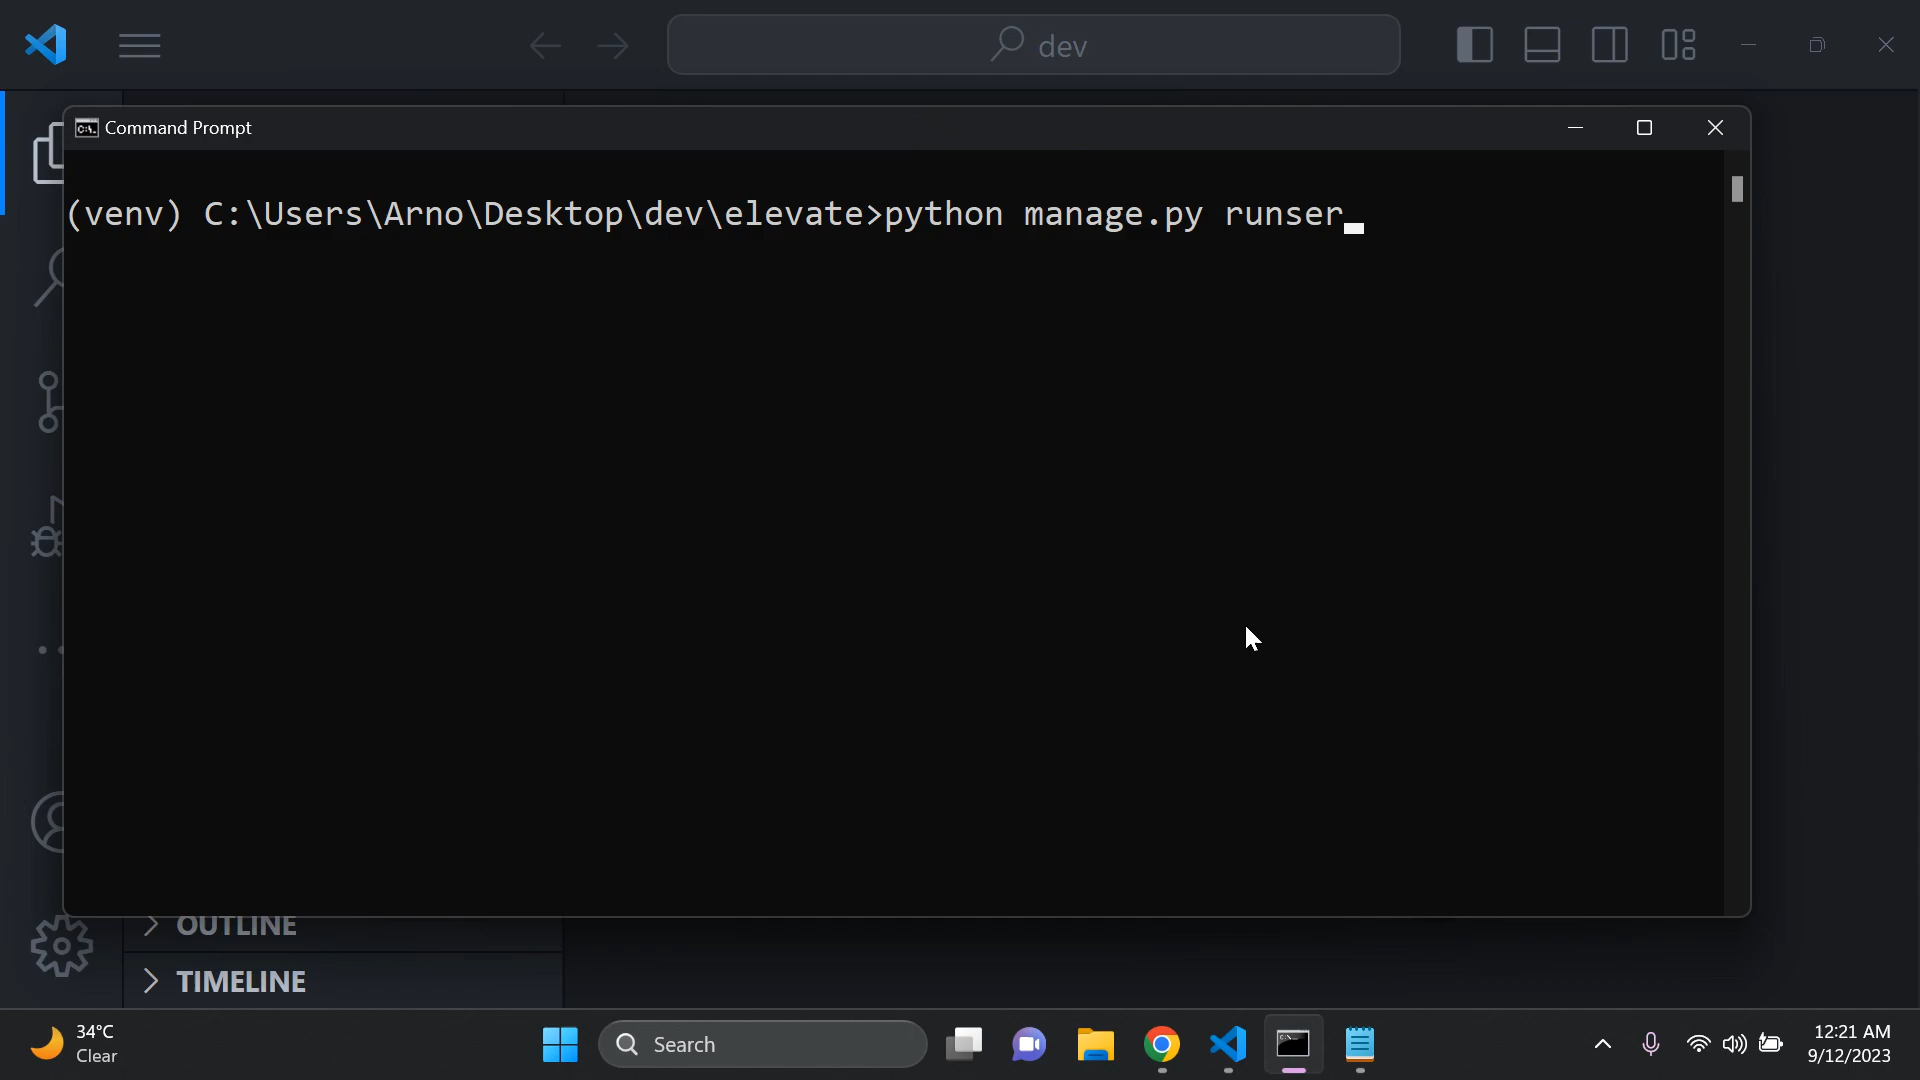 dev
Command Prompt
(venv) C:\Users\Arno\Desktop\dev\elevate>python manage.py runser
OUTLINE
TIMELINE
34°C
Clear
Search
12:21 AM
9/12/2023